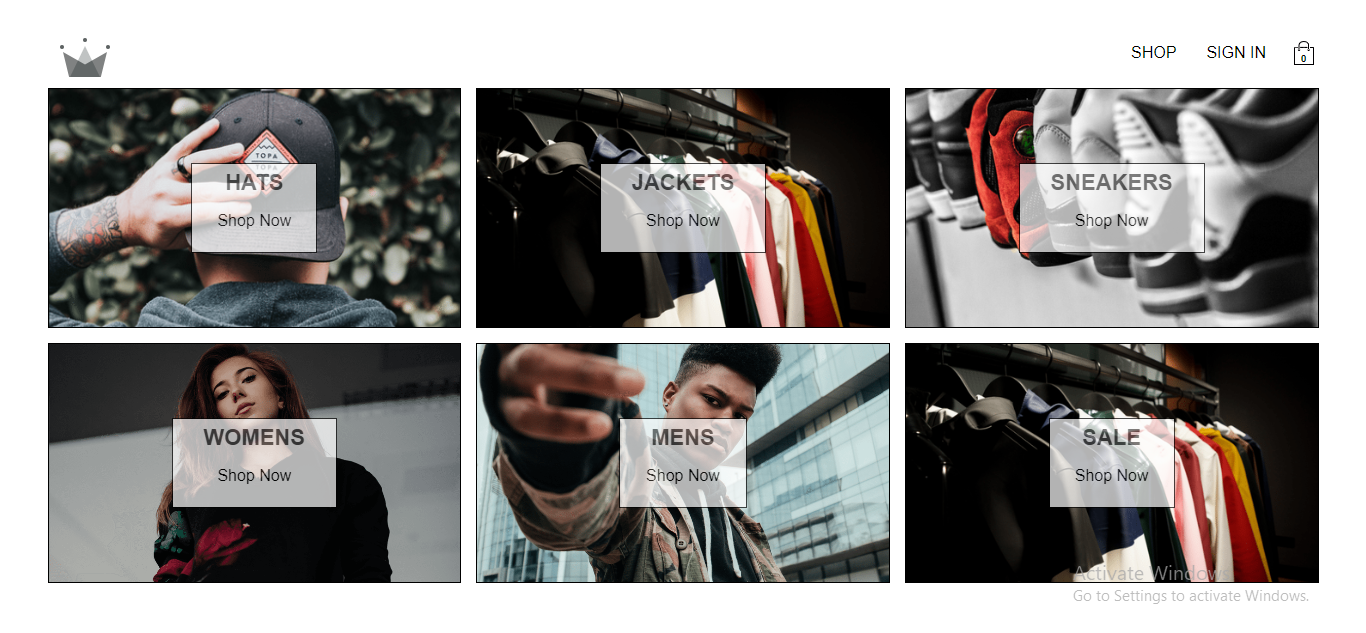 SHOP SIGN IN
0
TOPA
TOPA
HATS
Shop Now
JACKETS
Shop Now
SNEAKERS
Shop Now
WOMENS
Shop Now
MENS
Shop Now
SALE
Shop Now
Activate Windows
Go to Settings to activate Windows.